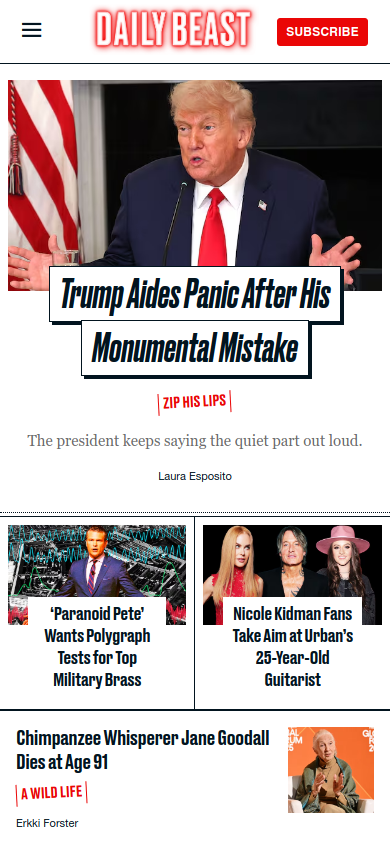 DAILY BEAST
SUBSCRIBE
Trump Aides Panic After His
Monumental Mistake
ZIP HIS LIPS
The president keeps saying the quiet part out loud.
Laura Esposito
‘Paranoid Pete’
Wants Polygraph
Tests for Top
Military Brass
Nicole Kidman Fans
Take Aim at Urban’s
25-Year-Old
Guitarist
Chimpanzee Whisperer Jane Goodall
Dies at Age 91
A WILD LIFE
Erkki Forster